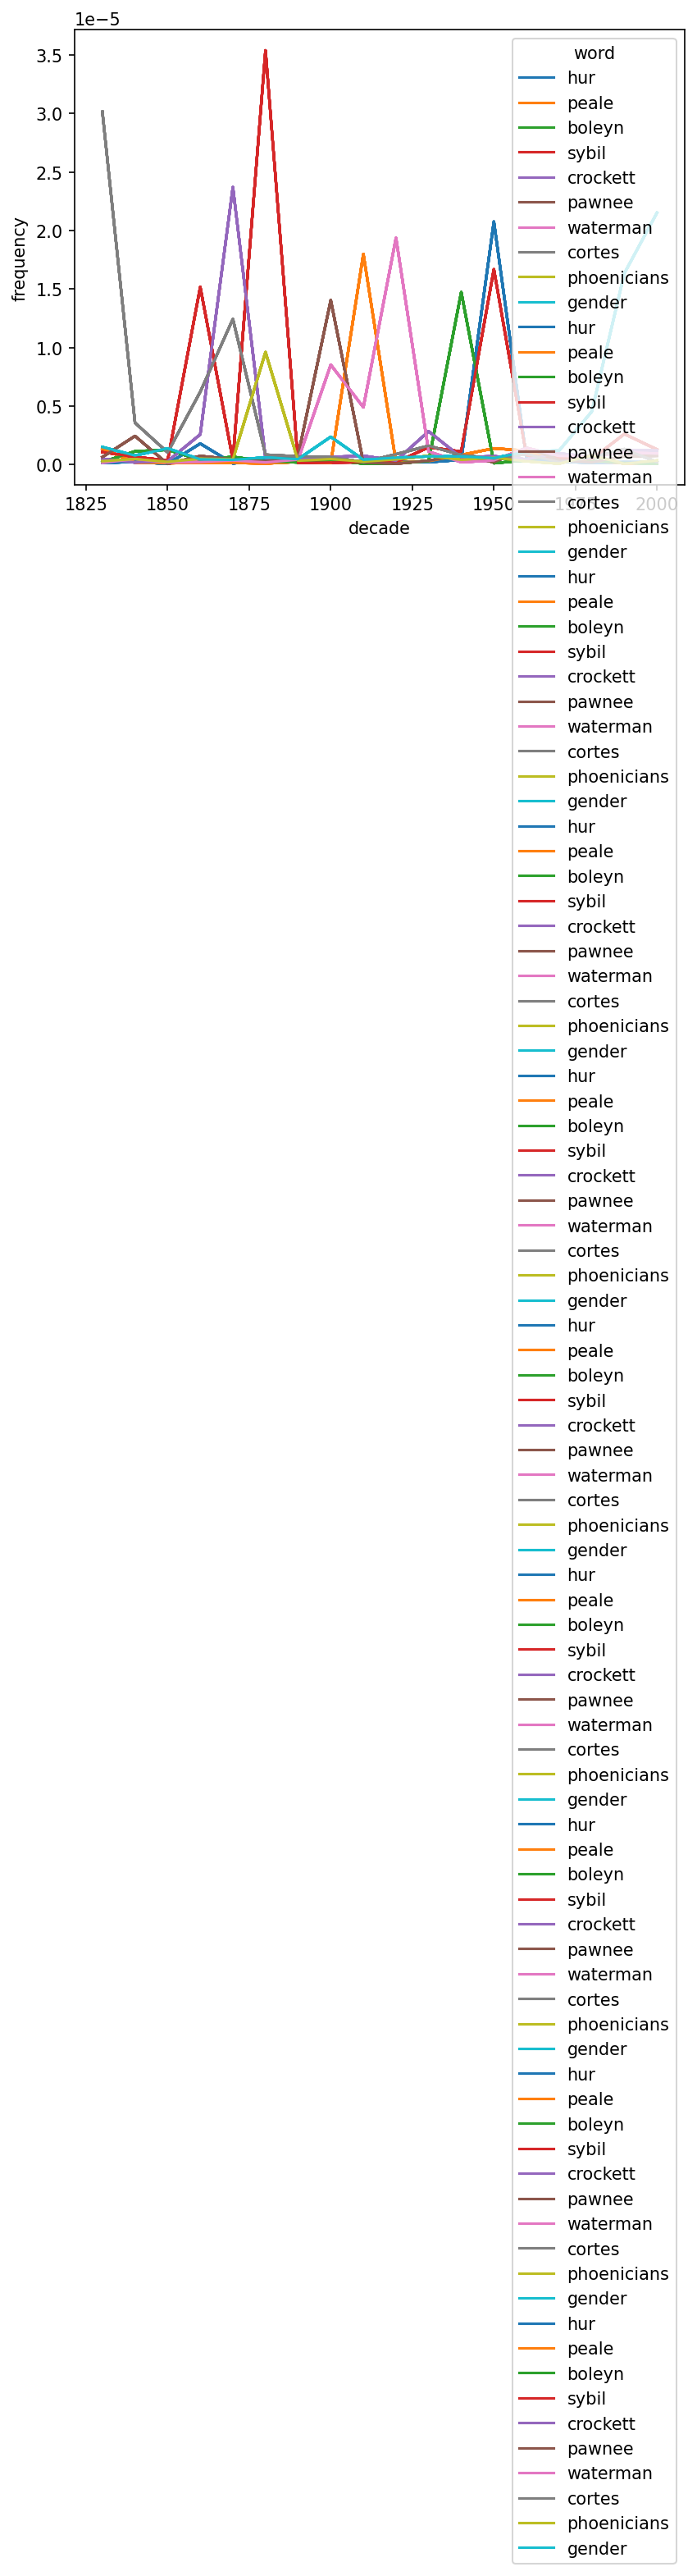 1e−5
3.5
3.0
2.5
2.0
1.5
1.0
0.5
0.0
frequency
1825 1850 1875 1900 1925 1950 1975 2000
decade
word
hur
peale
boleyn
sybil
crockett
pawnee
waterman
cortes
phoenicians
gender
hur
peale
boleyn
sybil
crockett
pawnee
waterman
cortes
phoenicians
gender
hur
peale
boleyn
sybil
crockett
pawnee
waterman
cortes
phoenicians
gender
hur
peale
boleyn
sybil
crockett
pawnee
waterman
cortes
phoenicians
gender
hur
peale
boleyn
sybil
crockett
pawnee
waterman
cortes
phoenicians
gender
hur
peale
boleyn
sybil
crockett
pawnee
waterman
cortes
phoenicians
gender
hur
peale
boleyn
sybil
crockett
pawnee
waterman
cortes
phoenicians
gender
hur
peale
boleyn
sybil
crockett
pawnee
waterman
cortes
phoenicians
gender
hur
peale
boleyn
sybil
crockett
pawnee
waterman
cortes
phoenicians
gender
hur
peale
boleyn
sybil
crockett
pawnee
waterman
cortes
phoenicians
gender